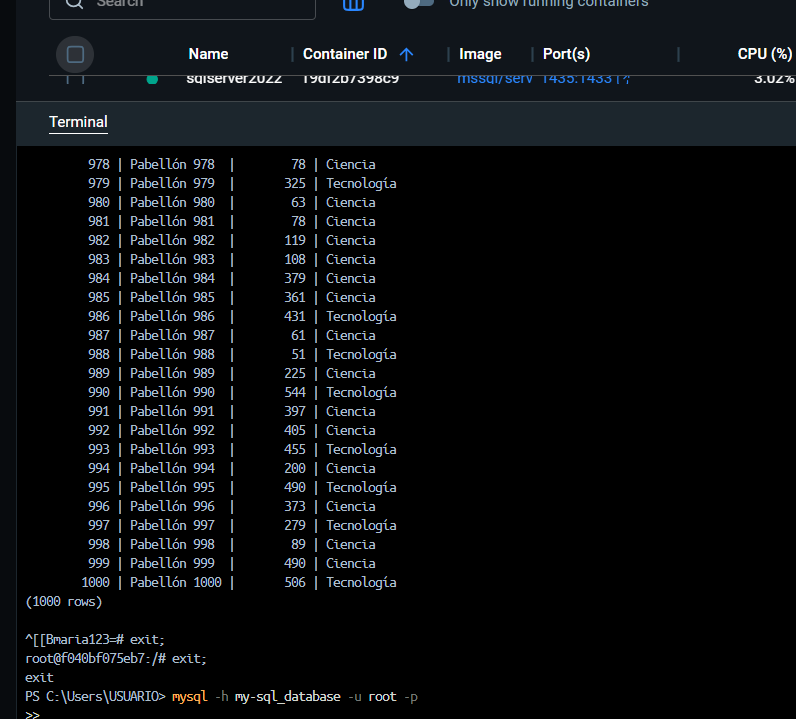 Search
Only show running containers
Name | Container ID ↑ | Image | Port(s) | CPU (%)
sqlserver2022 f9df2b7398c9 mssql/serv 1435:1433 3.02%
Terminal
978 | Pabellón 978 | 78 | Ciencia
979 | Pabellón 979 | 325 | Tecnología
980 | Pabellón 980 | 63 | Ciencia
981 | Pabellón 981 | 78 | Ciencia
982 | Pabellón 982 | 119 | Ciencia
983 | Pabellón 983 | 108 | Ciencia
984 | Pabellón 984 | 379 | Ciencia
985 | Pabellón 985 | 361 | Ciencia
986 | Pabellón 986 | 431 | Tecnología
987 | Pabellón 987 | 61 | Ciencia
988 | Pabellón 988 | 51 | Tecnología
989 | Pabellón 989 | 225 | Ciencia
990 | Pabellón 990 | 544 | Tecnología
991 | Pabellón 991 | 397 | Ciencia
992 | Pabellón 992 | 405 | Ciencia
993 | Pabellón 993 | 455 | Tecnología
994 | Pabellón 994 | 200 | Ciencia
995 | Pabellón 995 | 490 | Tecnología
996 | Pabellón 996 | 373 | Ciencia
997 | Pabellón 997 | 279 | Tecnología
998 | Pabellón 998 | 89 | Ciencia
999 | Pabellón 999 | 490 | Ciencia
1000 | Pabellón 1000 | 506 | Tecnología
(1000 rows)
^[[Bmaria123=# exit;
root@f040bf075eb7:/# exit;
exit
PS C:\Users\USUARIO> mysql -h my-sql_database -u root -p
>>